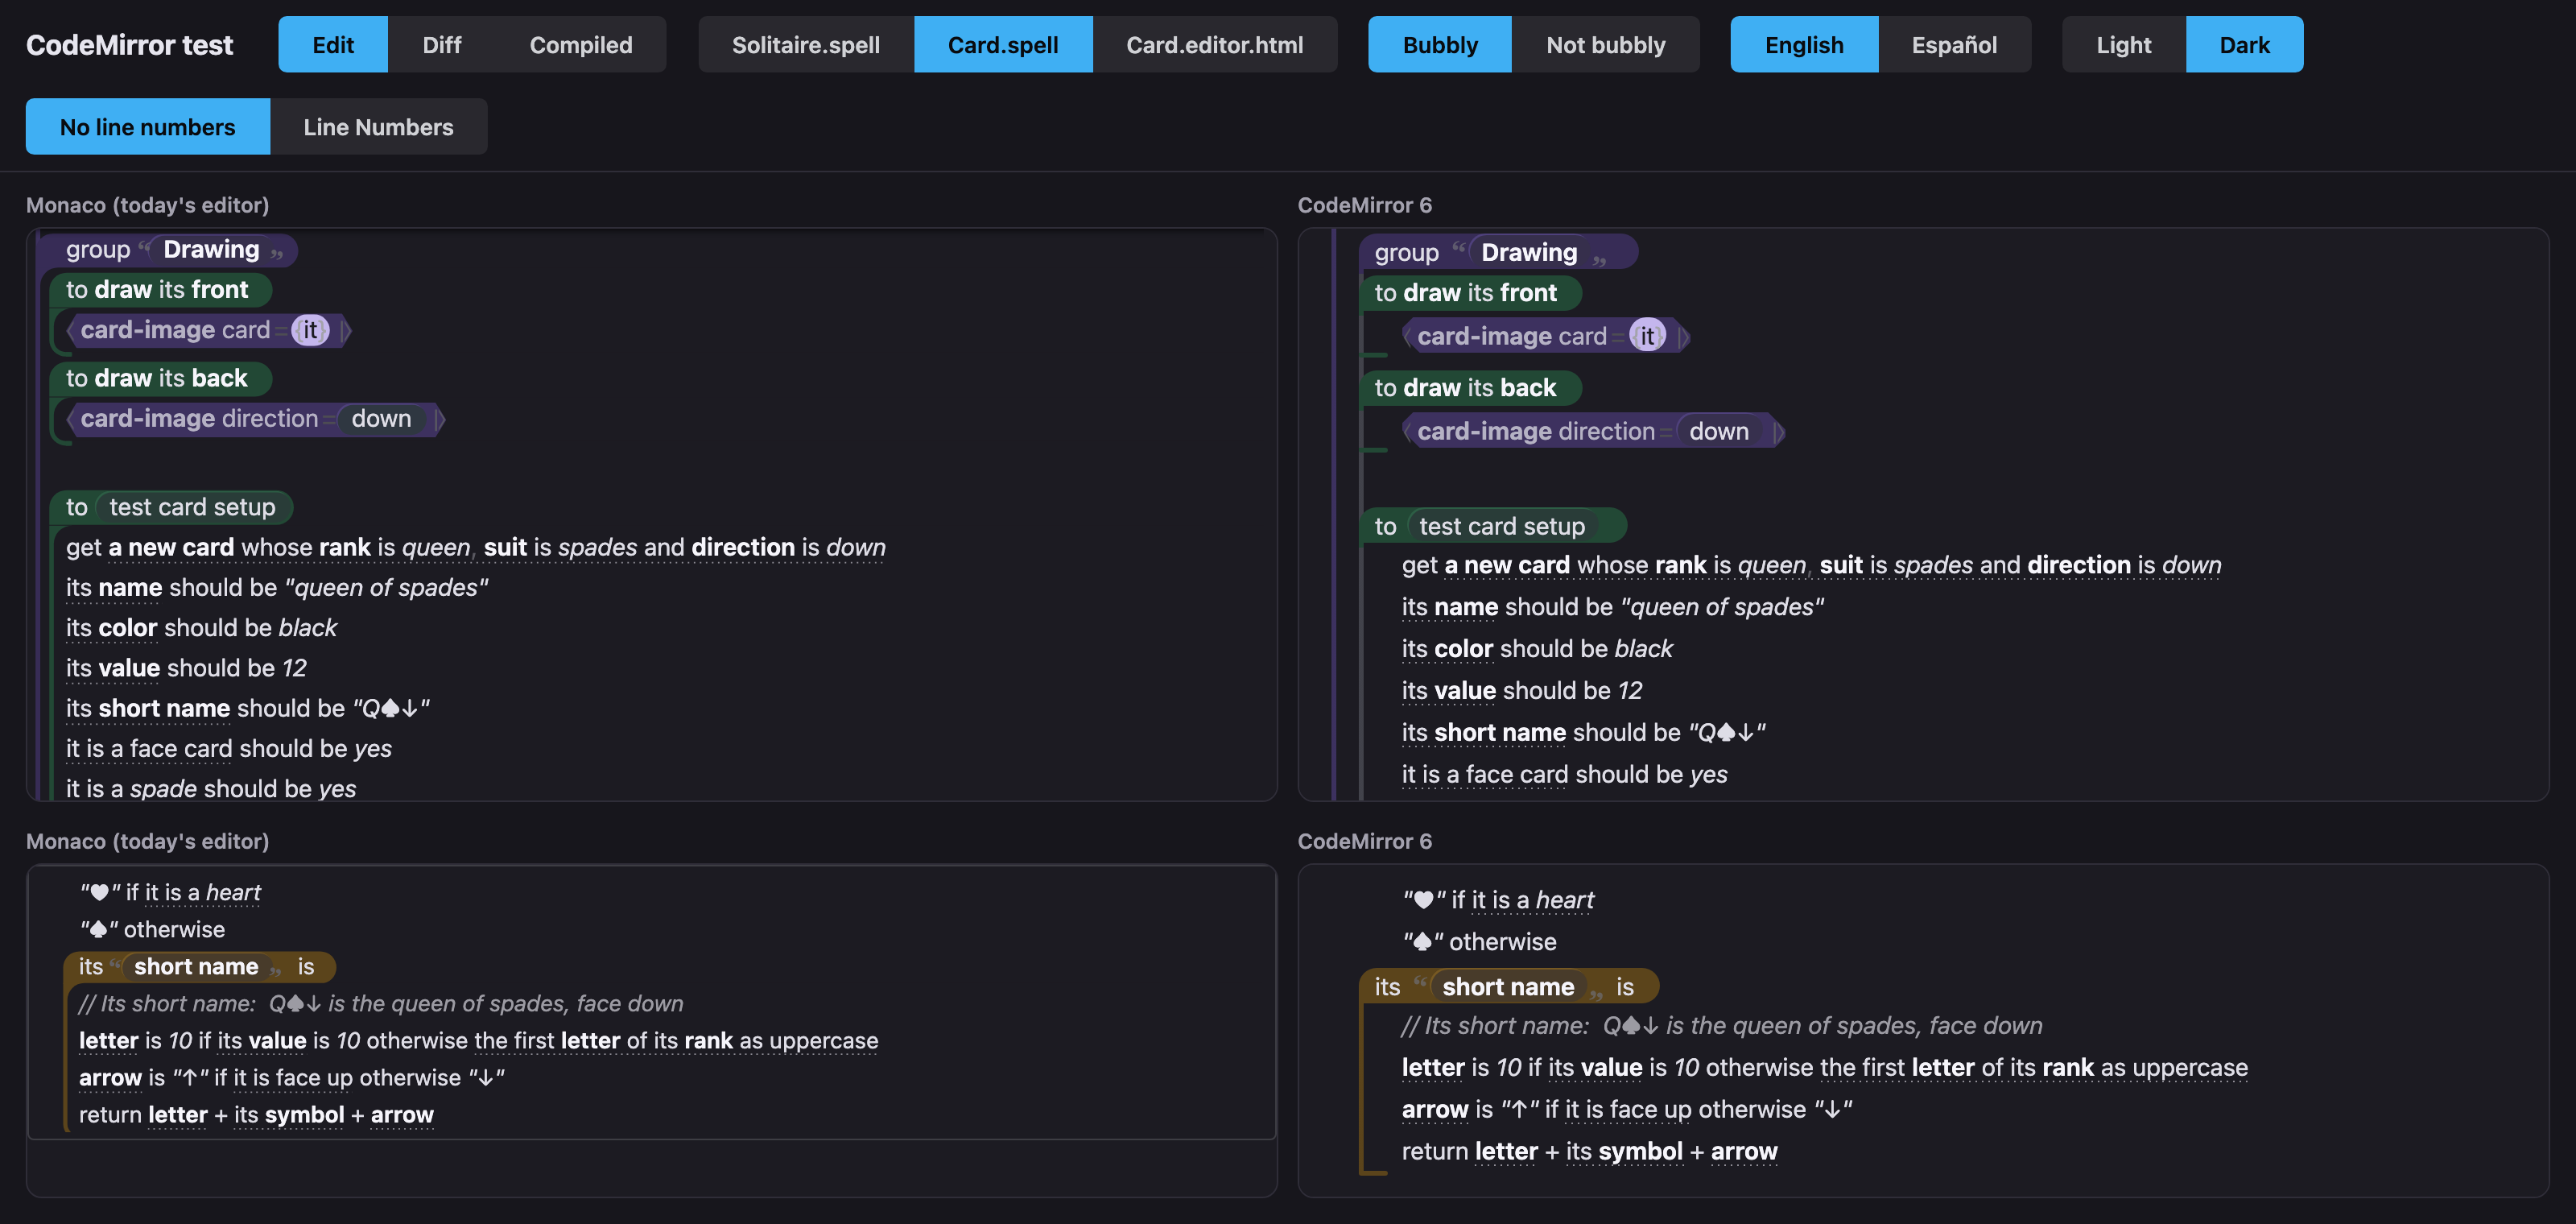 CodeMirror test Edit Diff Compiled Solitaire.spell Card.spell Card.editor.html Bubbly Not bubbly English Español Light Dark
No line numbers Line Numbers
Monaco (today's editor)
group “ Drawing „
to draw its front
card-image card={it}
to draw its back
card-image direction= down
to test card setup
get a new card whose rank is queen, suit is spades and direction is down
its name should be "queen of spades"
its color should be black
its value should be 12
its short name should be "Q♠↓"
it is a face card should be yes
it is a spade should be yes
CodeMirror 6
group “ Drawing „
to draw its front
card-image card={it}
to draw its back
card-image direction= down
to test card setup
get a new card whose rank is queen, suit is spades and direction is down
its name should be "queen of spades"
its color should be black
its value should be 12
its short name should be "Q♠↓"
it is a face card should be yes
Monaco (today's editor)
"♥" if it is a heart
"♠" otherwise
its “ short name „ is
// Its short name: Q♠↓ is the queen of spades, face down
letter is 10 if its value is 10 otherwise the first letter of its rank as uppercase
arrow is "↑" if it is face up otherwise "↓"
return letter + its symbol + arrow
CodeMirror 6
"♥" if it is a heart
"♠" otherwise
its “ short name „ is
// Its short name: Q♠↓ is the queen of spades, face down
letter is 10 if its value is 10 otherwise the first letter of its rank as uppercase
arrow is "↑" if it is face up otherwise "↓"
return letter + its symbol + arrow